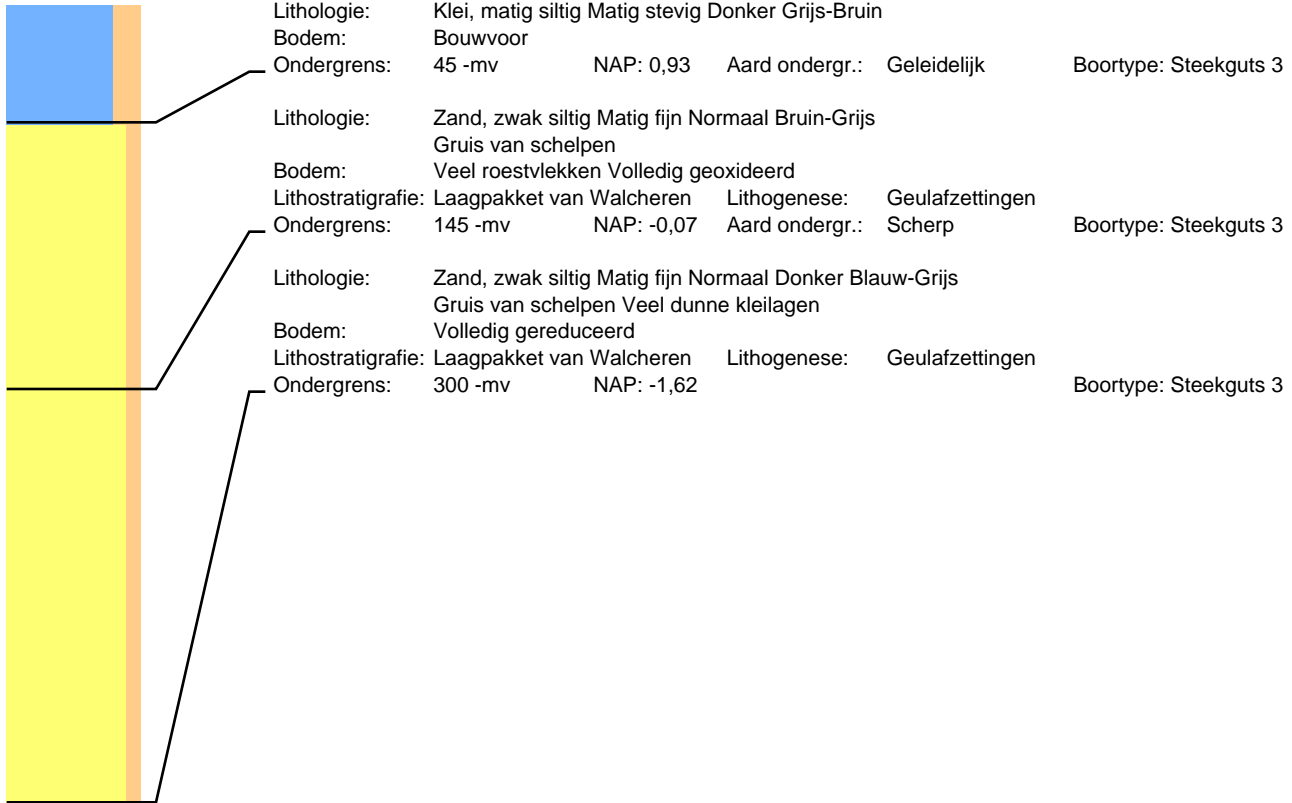 Lithologie: Klei, matig siltig Matig stevig Donker Grijs-Bruin
Bodem: Bouwvoor
Ondergrens: 45 -mv NAP: 0,93 Aard ondergr.: Geleidelijk Boortype: Steekguts 3
Lithologie: Zand, zwak siltig Matig fijn Normaal Bruin-Grijs
Gruis van schelpen
Bodem: Veel roestvlekken Volledig geoxideerd
Lithostratigrafie: Laagpakket van Walcheren Lithogenese: Geulafzettingen
Ondergrens: 145 -mv NAP: -0,07 Aard ondergr.: Scherp Boortype: Steekguts 3
Lithologie: Zand, zwak siltig Matig fijn Normaal Donker Blauw-Grijs
Gruis van schelpen Veel dunne kleilagen
Bodem: Volledig gereduceerd
Lithostratigrafie: Laagpakket van Walcheren Lithogenese: Geulafzettingen
Ondergrens: 300 -mv NAP: -1,62 Boortype: Steekguts 3